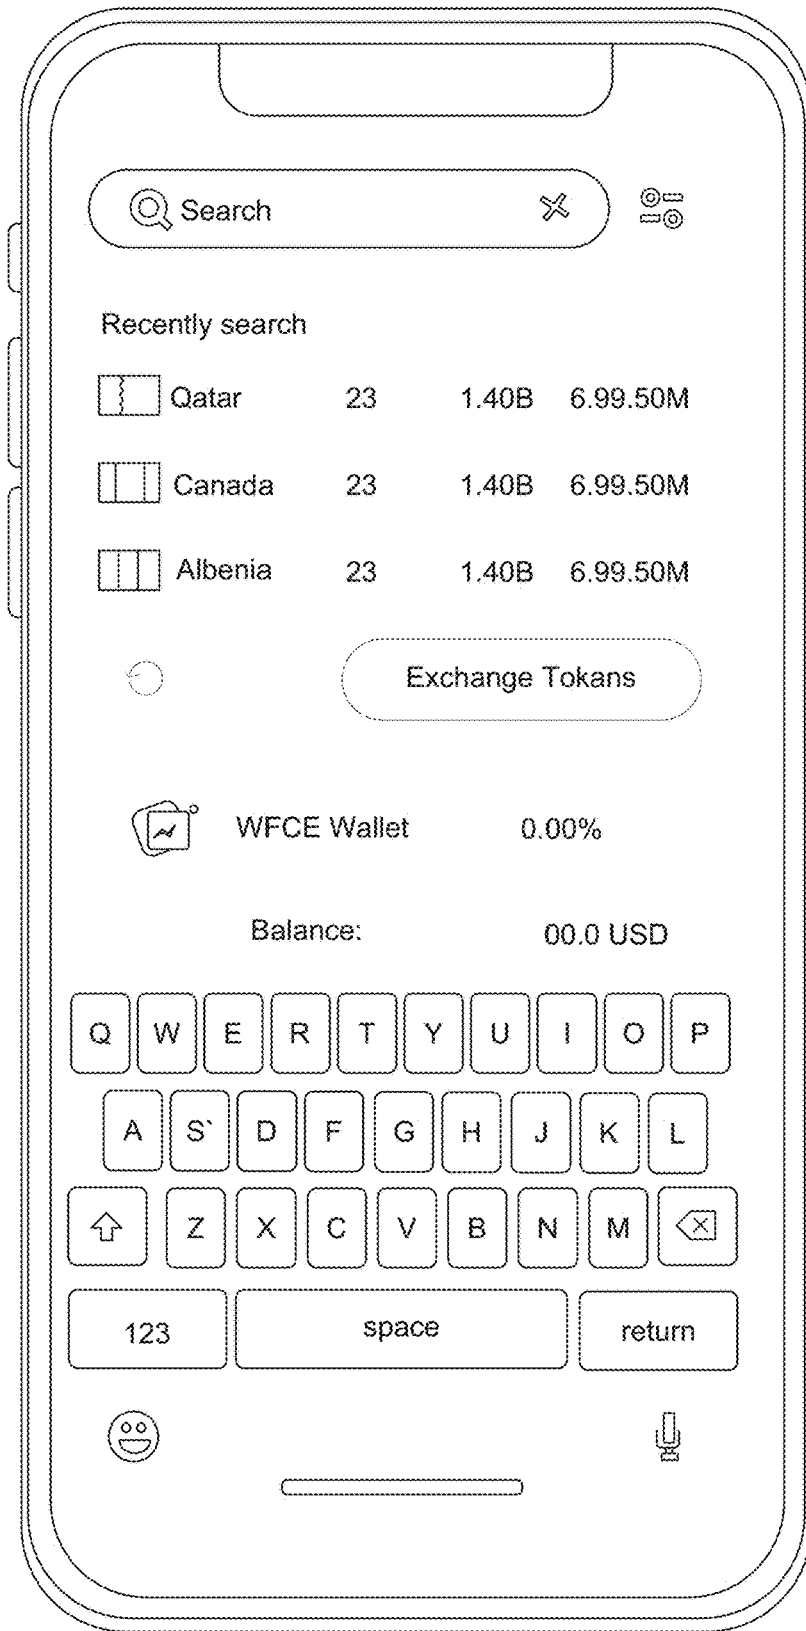 Search
Recently search
Qatar 23 1.40B 6.99.50M
Canada 23 1.40B 6.99.50M
Albenia 23 1.40B 6.99.50M
Exchange Tokans
WFCE Wallet 0.00%
Balance: 00.0 USD
Q W E R T Y U I O P
A S` D F G H J K L
Z X C V B N M
123 space return